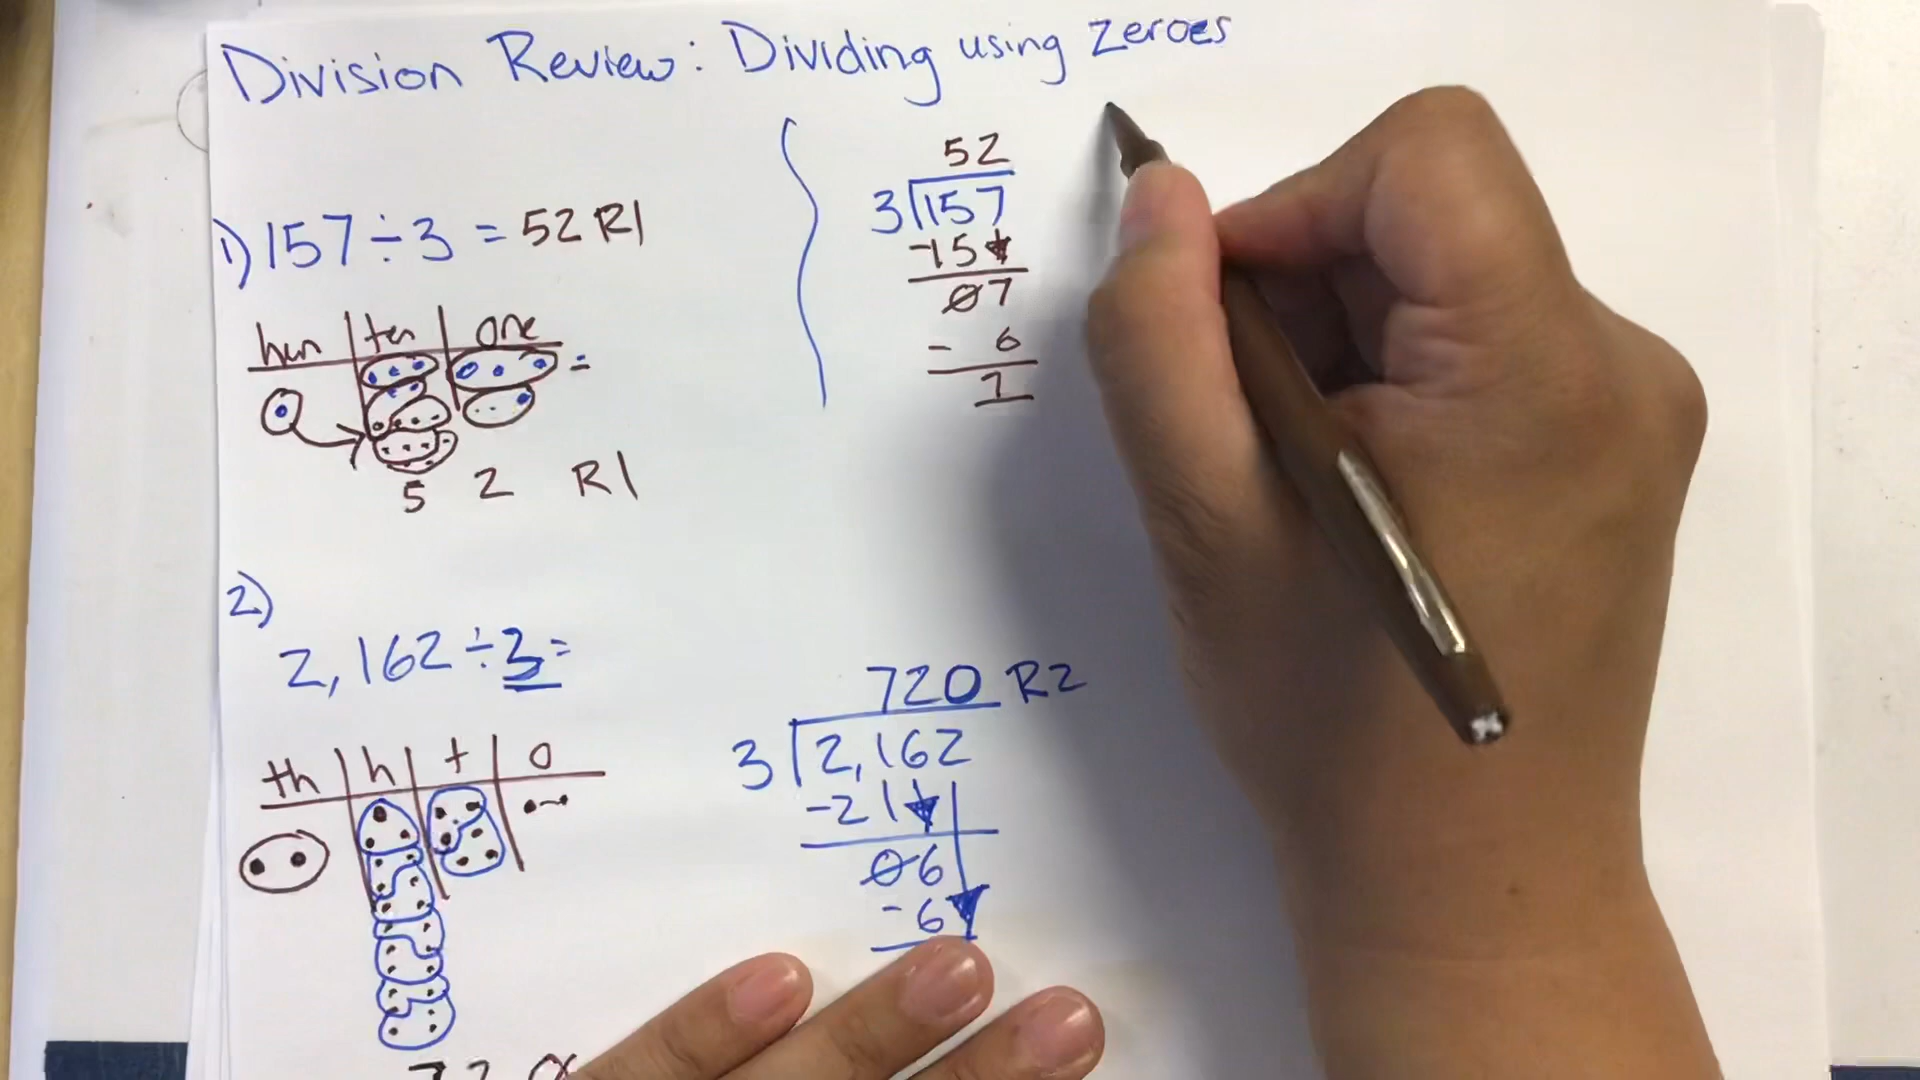 Division Review: Dividing using zeroes
1) 157 ÷ 3 = 52 R1
hun ten one
=
5 2 R1
52
3 157
-15
07
- 6
1
2)
2,162 ÷ 3 =
th h t o
72
720 R2
3 2,162
-21
06
-6